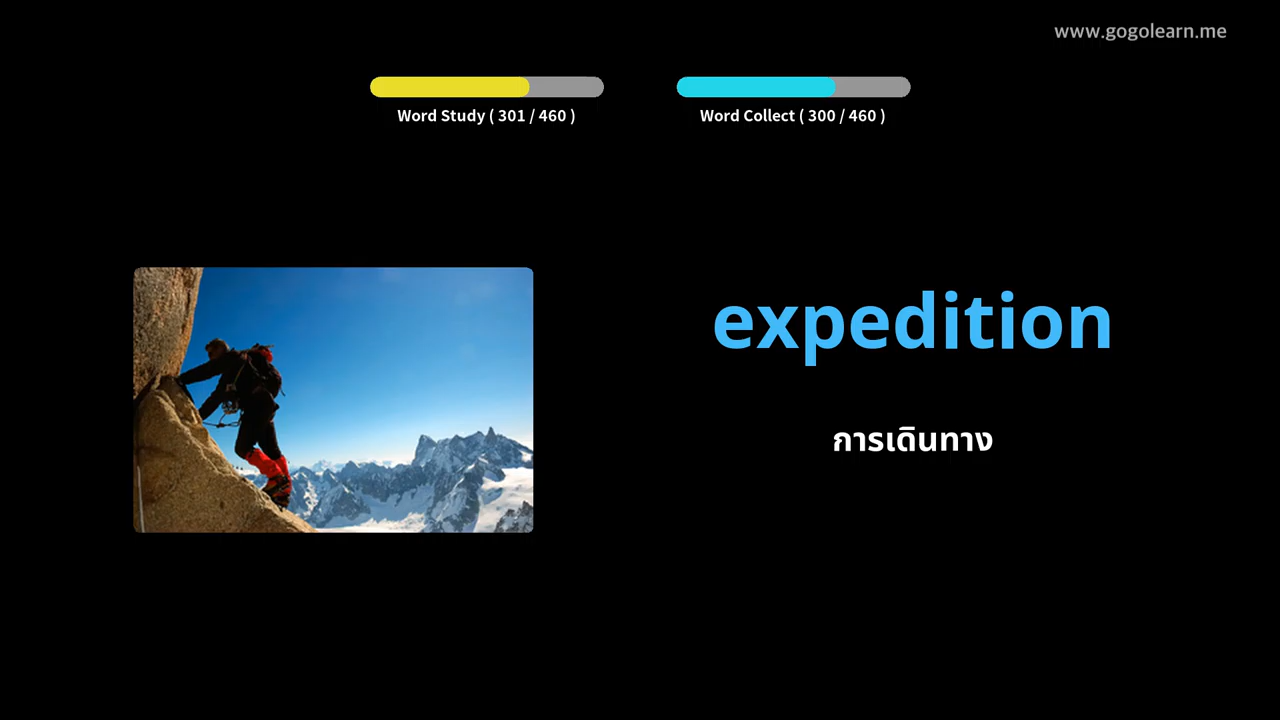 www.gogolearn.me
Word Study ( 301 / 460 )
Word Collect ( 300 / 460 )
expedition
การเดินทาง